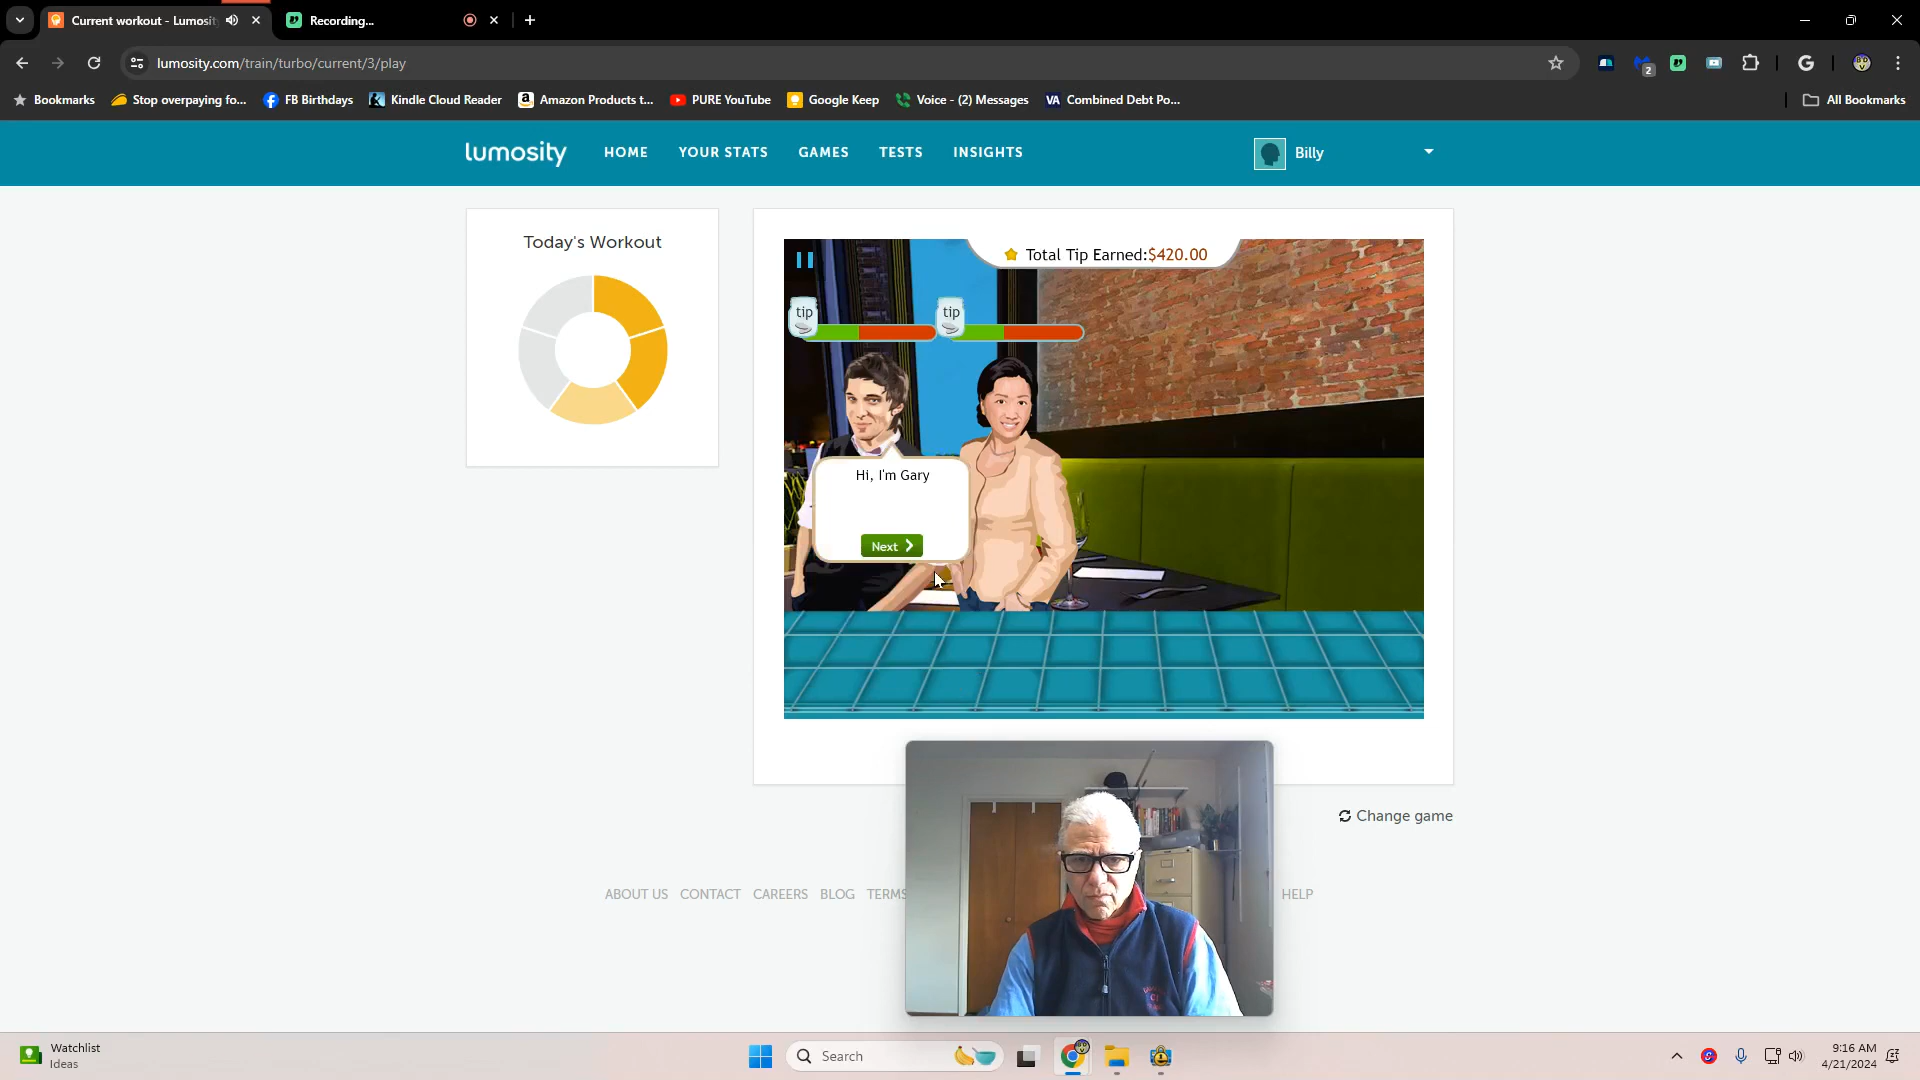 Current workout - Lumosit
Recording...
lumosity.com/train/turbo/current/3/play
2
Bookmarks
Stop overpaying fo...
FB Birthdays
Kindle Cloud Reader
Amazon Products t...
PURE YouTube
Google Keep
Voice - (2) Messages
VA Combined Debt Po...
All Bookmarks
lumosity
HOME
YOUR STATS
GAMES
TESTS
INSIGHTS
Billy
Today's Workout
Total Tip Earned:$420.00
tip
tip
Hi, I'm Gary
Next
Change game
ABOUT US
CONTACT
CAREERS
BLOG
TERMS
HELP
Watchlist
Ideas
Search
9:16 AM
4/21/2024